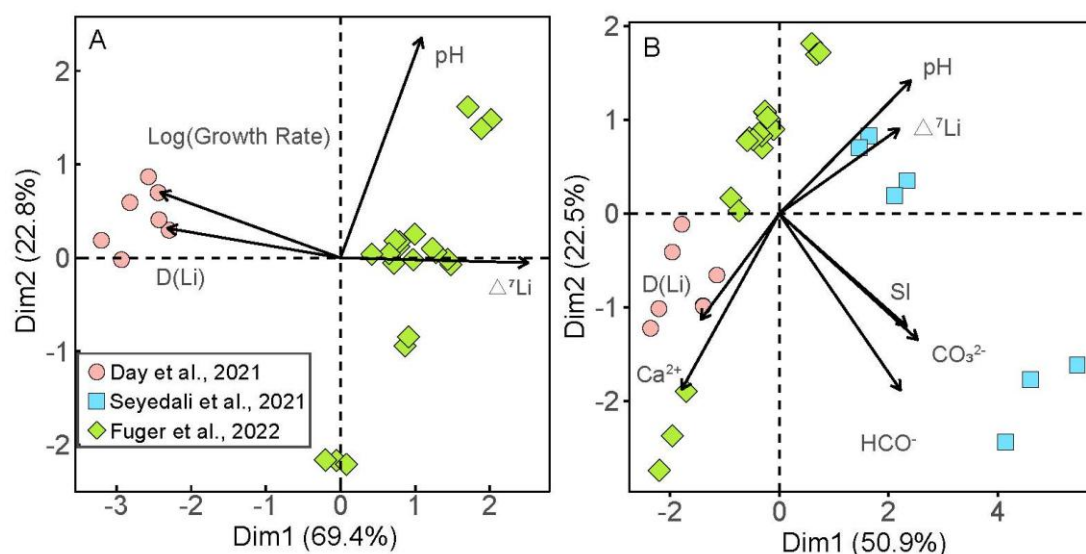 A
pH
Log(Growth Rate)
D(Li)
△⁷Li
Day et al., 2021
Seyedali et al., 2021
Fuger et al., 2022
2
1
0
-1
-2
-3
-2
-1
0
1
2
Dim2 (22.8%)
Dim1 (69.4%)
B
pH
△⁷Li
D(Li)
SI
Ca²⁺
CO₃²⁻
HCO⁻
2
1
0
-1
-2
-2
0
2
4
Dim2 (22.5%)
Dim1 (50.9%)